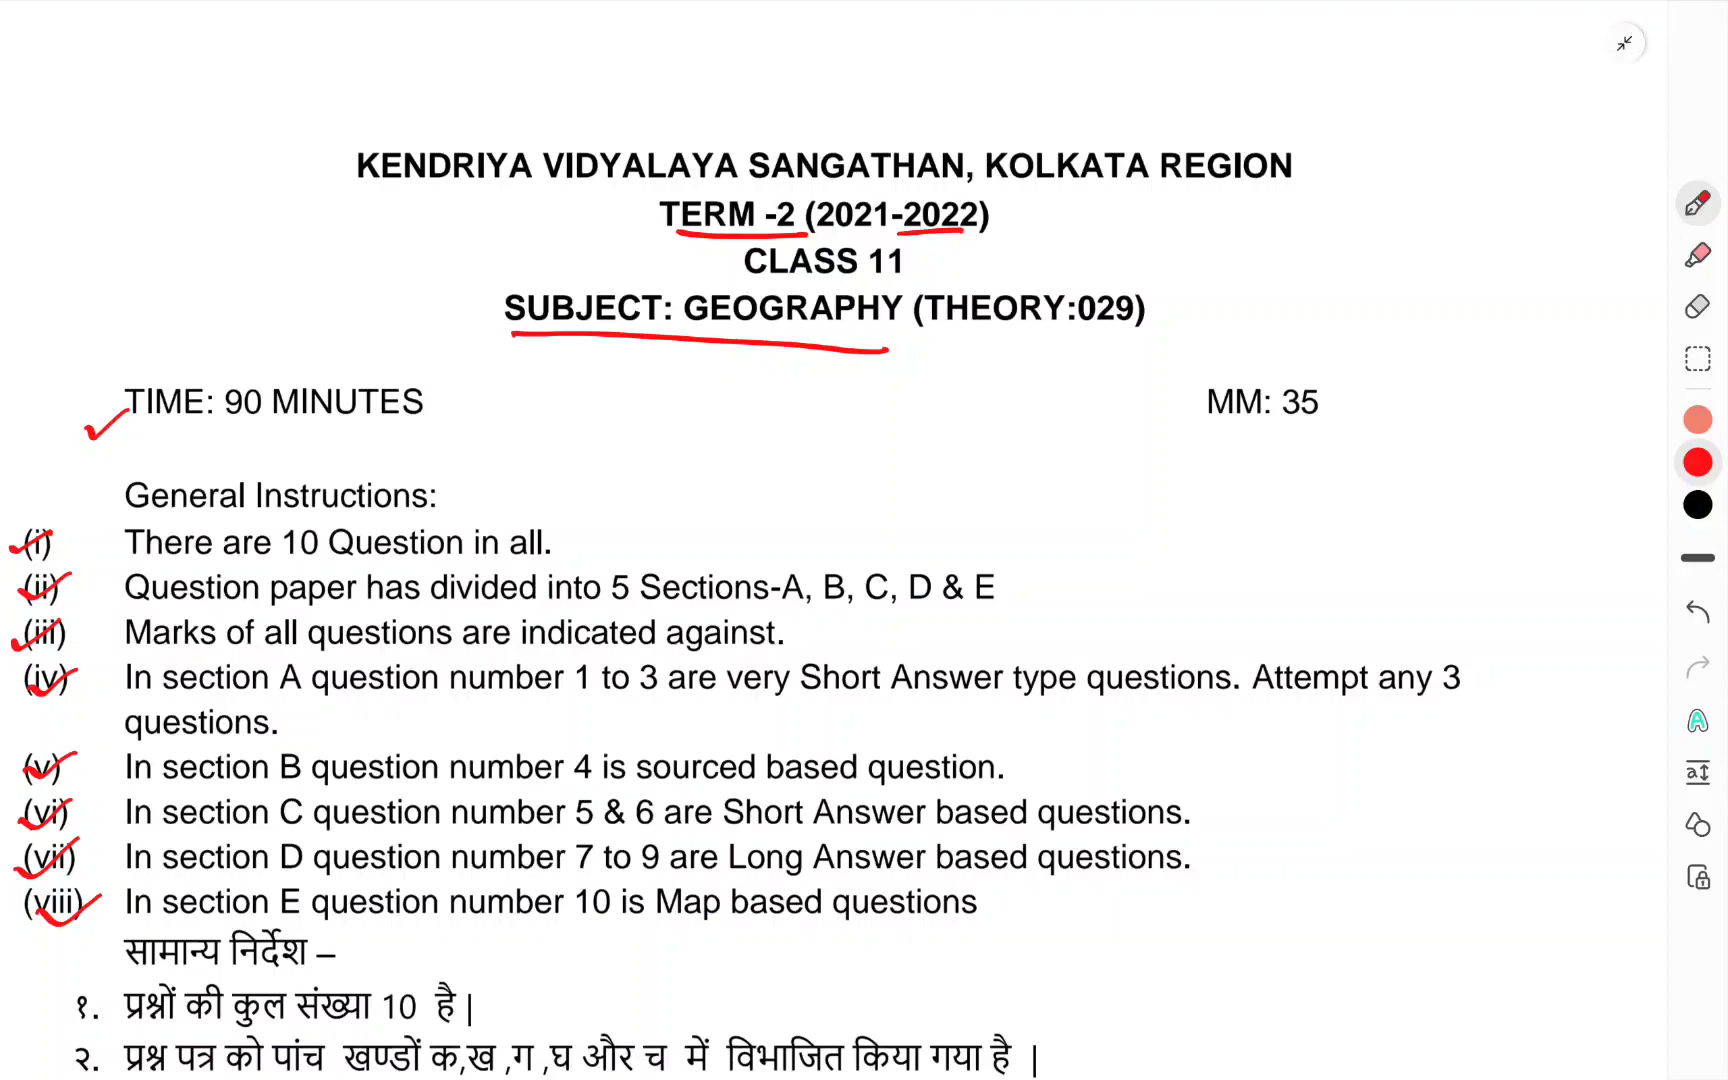 KENDRIYA VIDYALAYA SANGATHAN, KOLKATA REGION
TERM -2 (2021-2022)
CLASS 11
SUBJECT: GEOGRAPHY (THEORY:029)
TIME: 90 MINUTES MM: 35
General Instructions:
(i) There are 10 Question in all.
(ii) Question paper has divided into 5 Sections-A, B, C, D & E
(iii) Marks of all questions are indicated against.
(iv) In section A question number 1 to 3 are very Short Answer type questions. Attempt any 3
questions.
(v) In section B question number 4 is sourced based question.
(vi) In section C question number 5 & 6 are Short Answer based questions.
(vii) In section D question number 7 to 9 are Long Answer based questions.
(viii) In section E question number 10 is Map based questions
सामान्य निर्देश –
१. प्रश्नों की कुल संख्या 10 है |
२. प्रश्न पत्र को पांच खण्डों क,ख ,ग ,घ और च में विभाजित किया गया है |